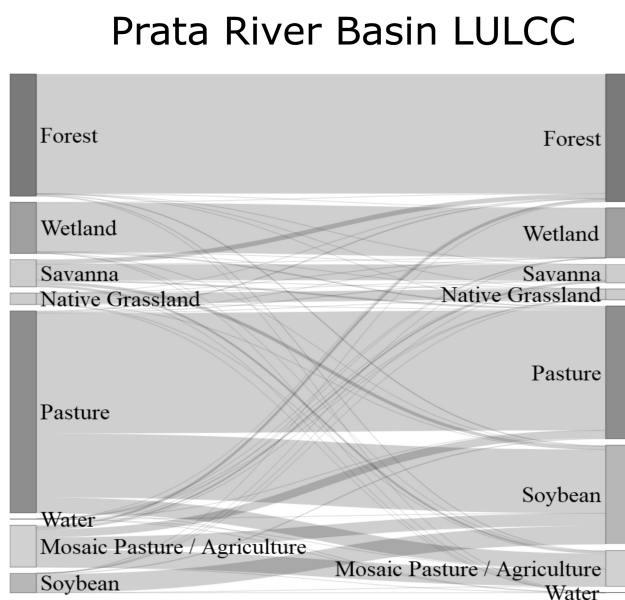 Prata River Basin LULCC
Forest
Wetland
Savanna
Native Grassland
Pasture
Water
Mosaic Pasture / Agriculture
Soybean
Forest
Wetland
Savanna
Native Grassland
Pasture
Soybean
Mosaic Pasture / Agriculture
Water